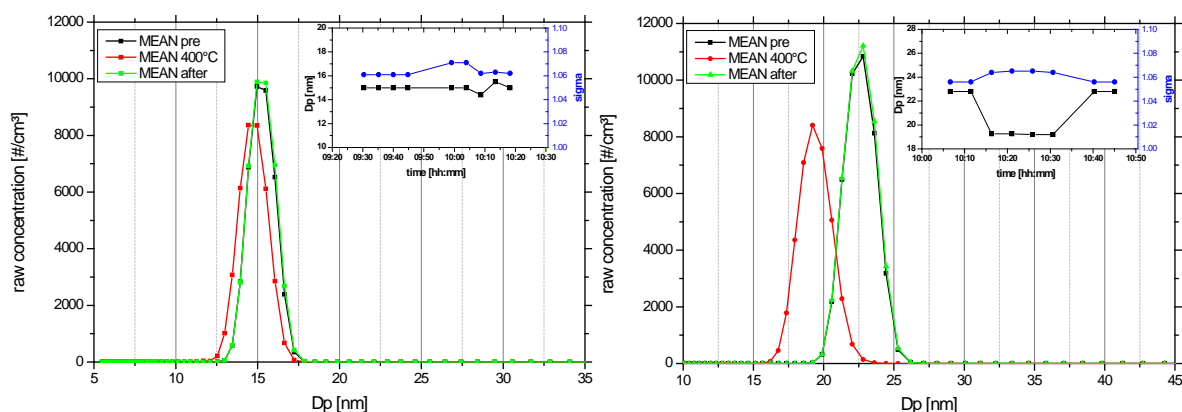 12000
10000
8000
6000
4000
2000
0
raw concentration [#/cm³]
MEAN pre
MEAN 400°C
MEAN after
5 10 15 20 25 30 35
Dp [nm]
20
18
16
14
12
10
Dp [nm]
1.10
1.08
1.06
1.04
1.02
1.00
sigma
09:20 09:30 09:40 09:50 10:00 10:10 10:20 10:30
time [hh:mm]
12000
10000
8000
6000
4000
2000
0
raw concentration [#/cm³]
MEAN pre
MEAN 400°C
MEAN after
10 15 20 25 30 35 40 45
Dp [nm]
28
26
24
22
20
18
Dp [nm]
1.10
1.08
1.06
1.04
1.02
1.00
sigma
10:00 10:10 10:20 10:30 10:40 10:50
time [hh:mm]